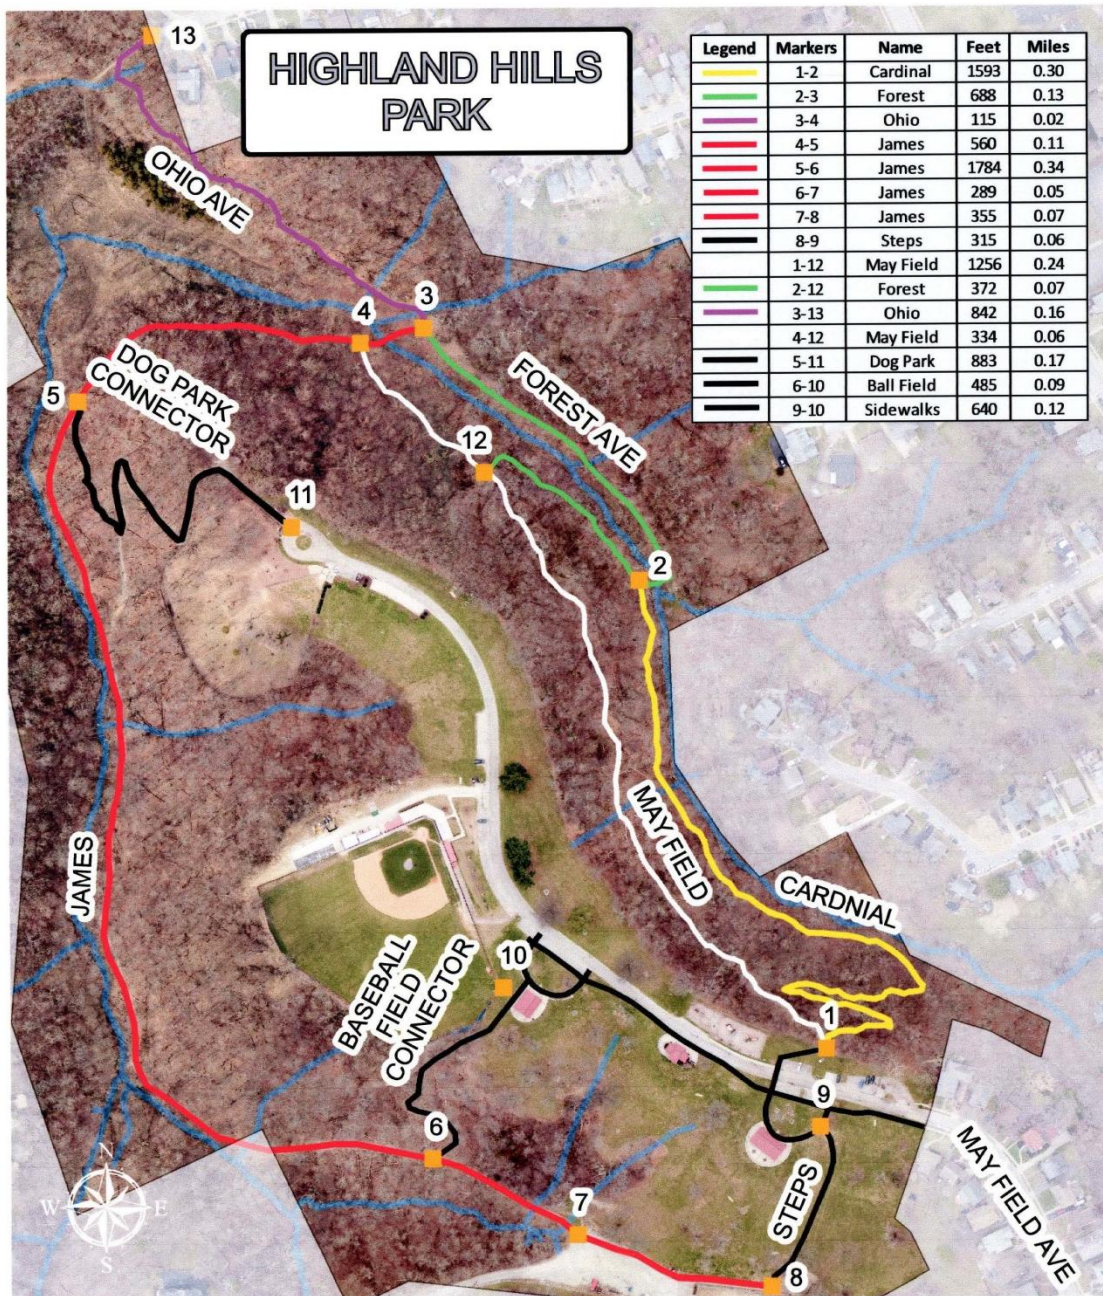 HIGHLAND HILLS
PARK
Legend Markers Name Feet Miles
1-2 Cardinal 1593 0.30
2-3 Forest 688 0.13
3-4 Ohio 115 0.02
4-5 James 560 0.11
5-6 James 1784 0.34
6-7 James 289 0.05
7-8 James 355 0.07
8-9 Steps 315 0.06
1-12 May Field 1256 0.24
2-12 Forest 372 0.07
3-13 Ohio 842 0.16
4-12 May Field 334 0.06
5-11 Dog Park 883 0.17
6-10 Ball Field 485 0.09
9-10 Sidewalks 640 0.12
13
OHIO AVE
3
4
DOG PARK
CONNECTOR
5
FOREST AVE
12
11
2
MAY FIELD
JAMES
CARDNIAL
10
BASEBALL
FIELD
CONNECTOR
1
9
6
STEPS
MAY FIELD AVE
7
8
N
W E
S